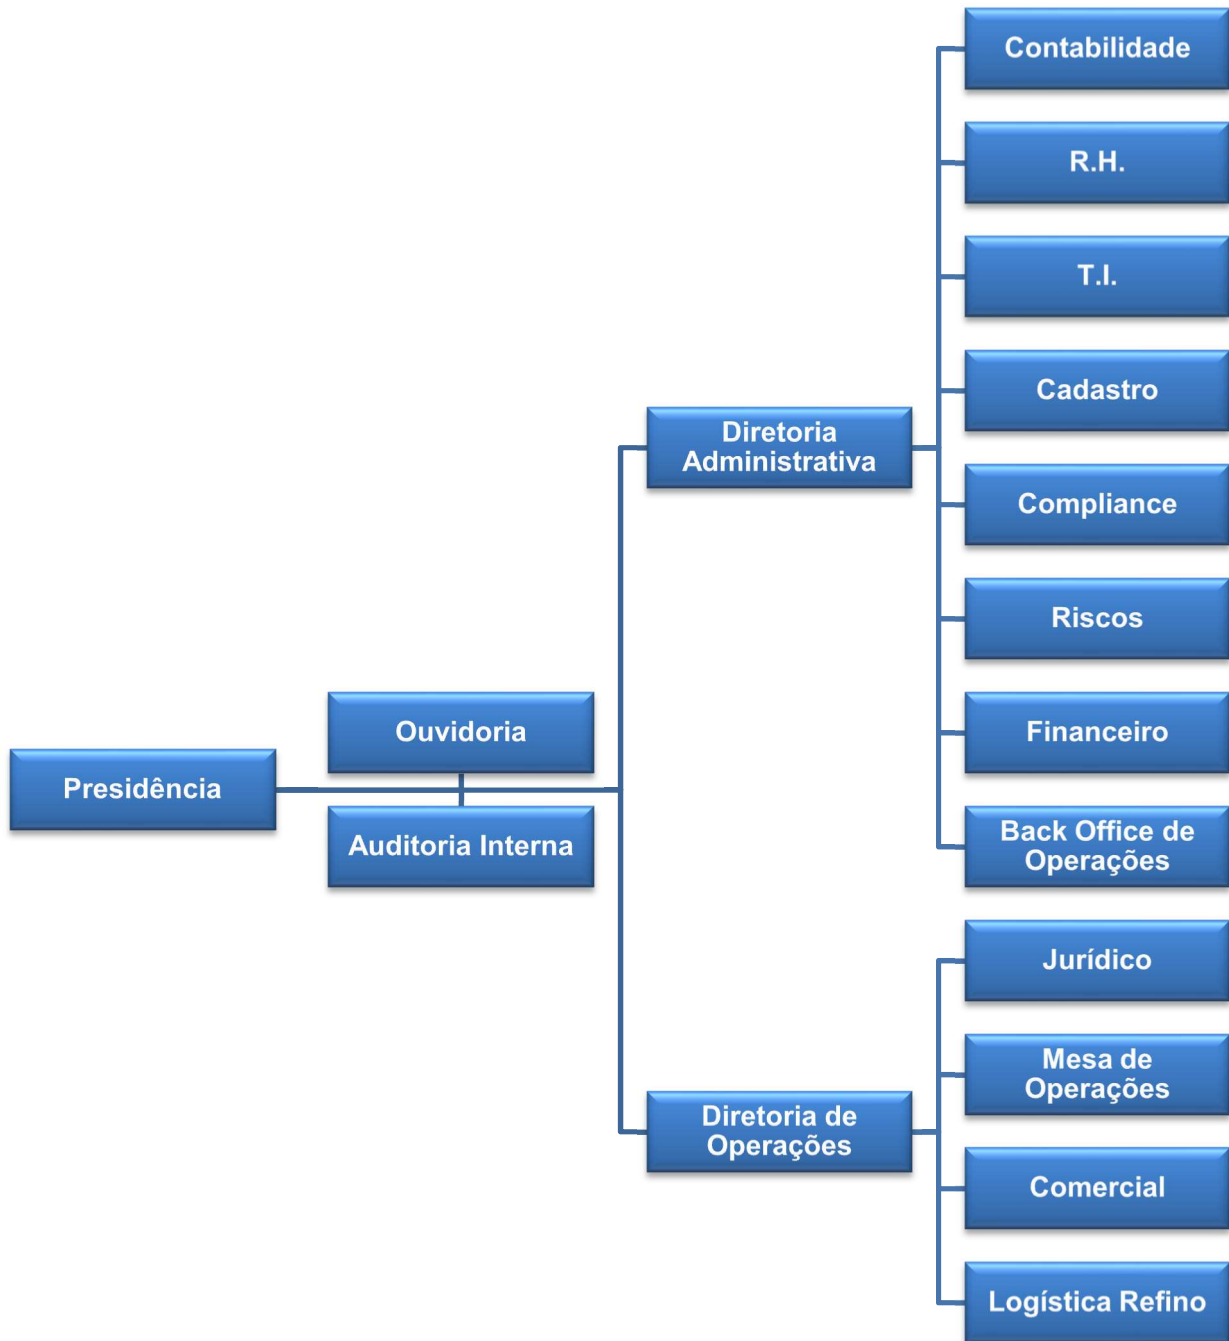 Presidência
Ouvidoria
Auditoria Interna
Diretoria
Administrativa
Contabilidade
R.H.
T.I.
Cadastro
Compliance
Riscos
Financeiro
Back Office de
Operações
Diretoria de
Operações
Jurídico
Mesa de
Operações
Comercial
Logística Refino